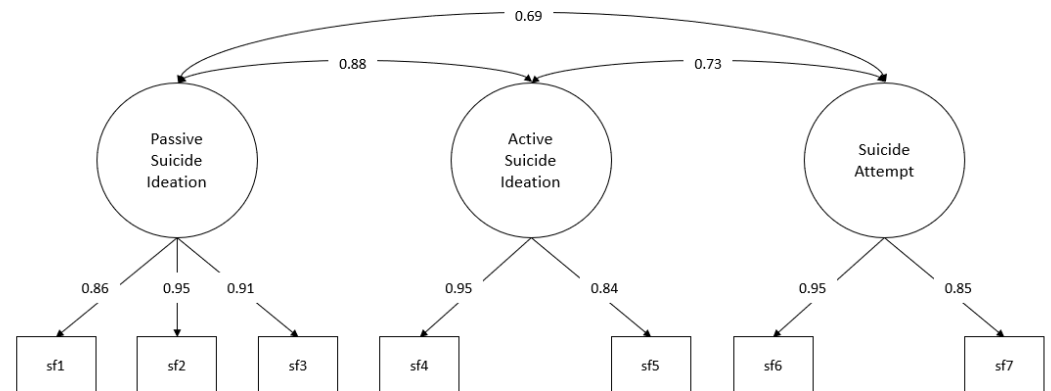 0.69
0.88
0.73
Passive
Suicide
Ideation
Active
Suicide
Ideation
Suicide
Attempt
0.86
0.95
0.91
0.95
0.84
0.95
0.85
sf1
sf2
sf3
sf4
sf5
sf6
sf7